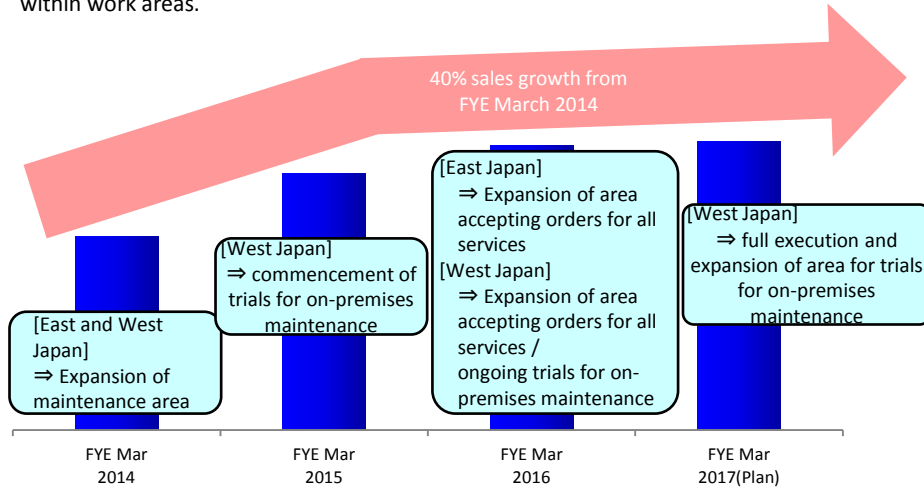 within work areas.
40% sales growth from
FYE March 2014
[East and West
Japan]
⇒ Expansion of
maintenance area
[West Japan]
⇒ commencement of
trials for on-premises
maintenance
[East Japan]
⇒ Expansion of area
accepting orders for all
services
[West Japan]
⇒ Expansion of area
accepting orders for all
services /
ongoing trials for on-
premises maintenance
[West Japan]
⇒ full execution and
expansion of area for trials
for on-premises
maintenance
FYE Mar
2014
FYE Mar
2015
FYE Mar
2016
FYE Mar
2017(Plan)